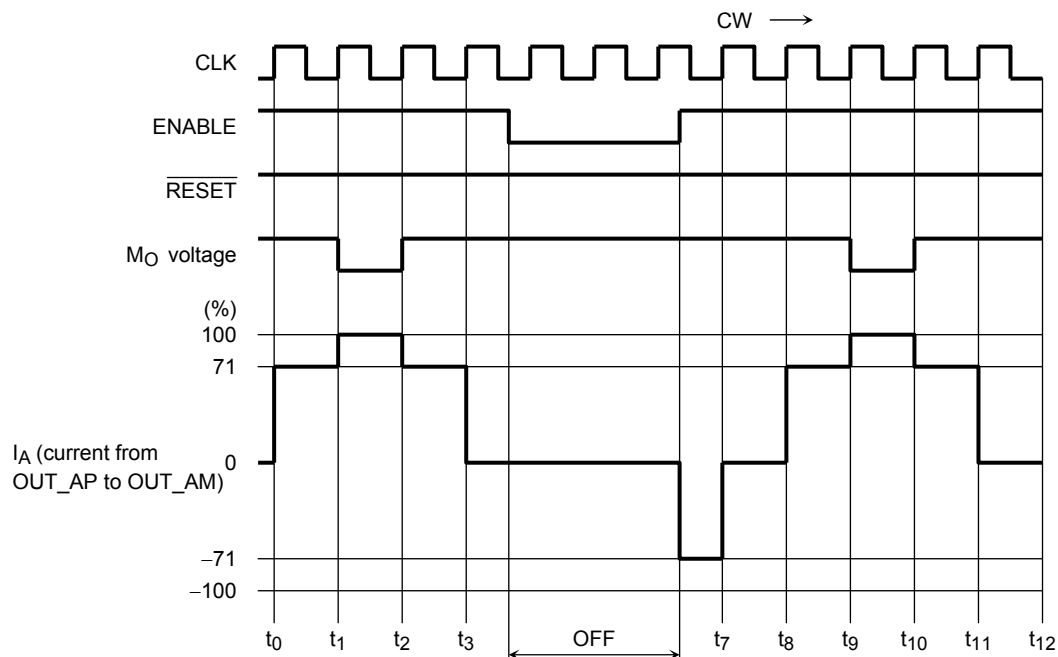 CW →
CLK
ENABLE
RESET
MO voltage
(%)
100
71
IA (current from
OUT_AP to OUT_AM)
0
−71
−100
t0 t1 t2 t3 OFF t7 t8 t9 t10 t11 t12